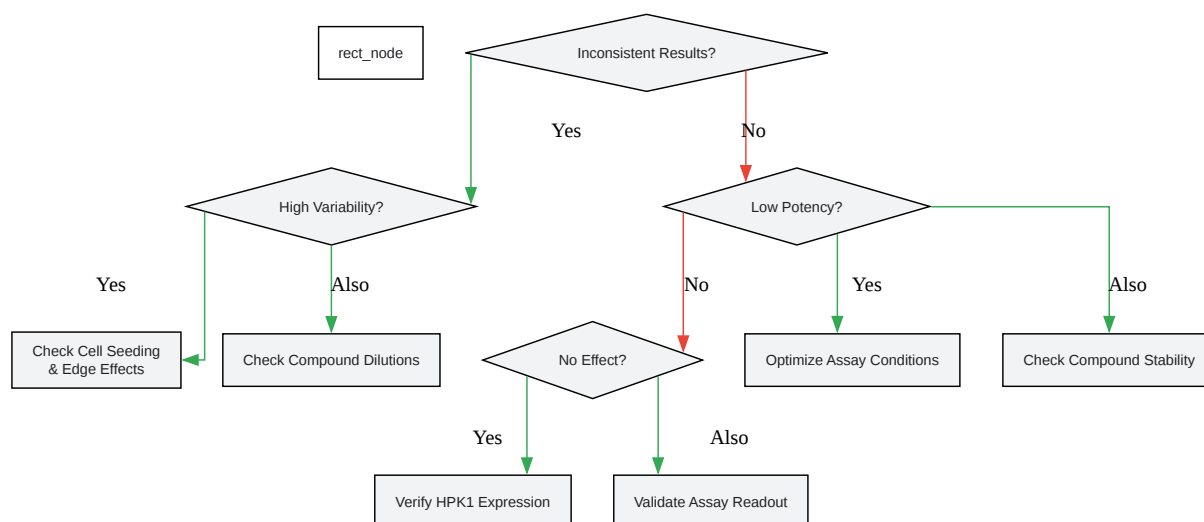 rect_node
Inconsistent Results?
Yes
No
High Variability?
Low Potency?
Yes
Also
No
Yes
Also
Check Cell Seeding
& Edge Effects
Check Compound Dilutions
No Effect?
Optimize Assay Conditions
Check Compound Stability
Yes
Also
Verify HPK1 Expression
Validate Assay Readout